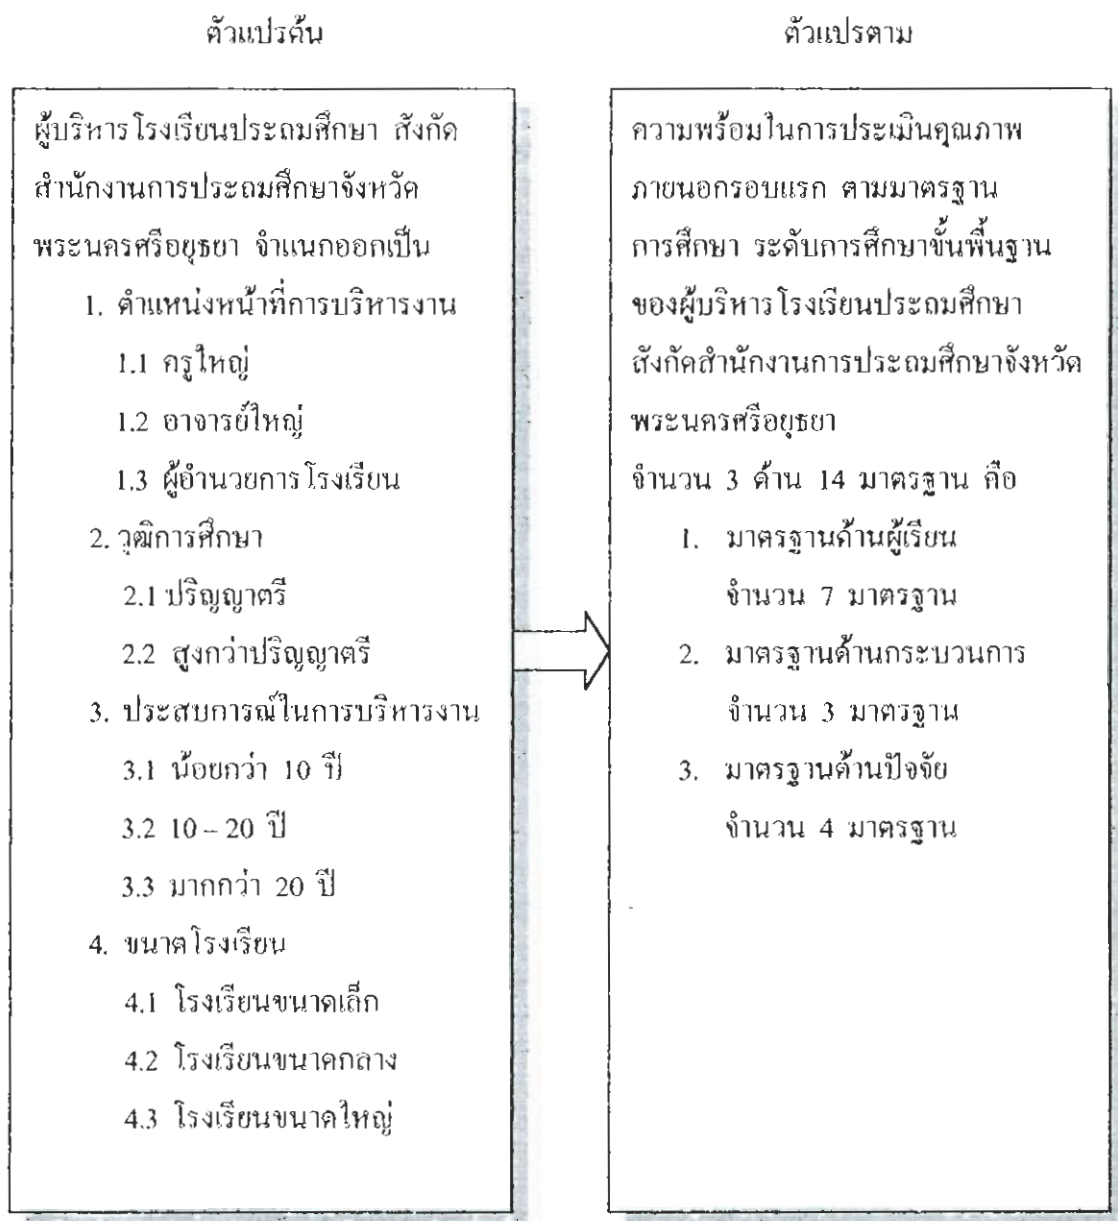 ตัวแปรต้น
ผู้บริหารโรงเรียนประถมศึกษา สังกัด
สำนักงานการประถมศึกษาจังหวัด
พระนครศรีอยุธยา จำแนกออกเป็น
1. ตำแหน่งหน้าที่การบริหารงาน
1.1 ครูใหญ่
1.2 อาจารย์ใหญ่
1.3 ผู้อำนวยการโรงเรียน
2. วุฒิการศึกษา
2.1 ปริญญาตรี
2.2 สูงกว่าปริญญาตรี
3. ประสบการณ์ในการบริหารงาน
3.1 น้อยกว่า 10 ปี
3.2 10 – 20 ปี
3.3 มากกว่า 20 ปี
4. ขนาดโรงเรียน
4.1 โรงเรียนขนาดเล็ก
4.2 โรงเรียนขนาดกลาง
4.3 โรงเรียนขนาดใหญ่
ตัวแปรตาม
ความพร้อมในการประเมินคุณภาพ
ภายนอกรอบแรก ตามมาตรฐาน
การศึกษา ระดับการศึกษาขั้นพื้นฐาน
ของผู้บริหารโรงเรียนประถมศึกษา
สังกัดสำนักงานการประถมศึกษาจังหวัด
พระนครศรีอยุธยา
จำนวน 3 ด้าน 14 มาตรฐาน คือ
1. มาตรฐานด้านผู้เรียน
จำนวน 7 มาตรฐาน
2. มาตรฐานด้านกระบวนการ
จำนวน 3 มาตรฐาน
3. มาตรฐานด้านปัจจัย
จำนวน 4 มาตรฐาน